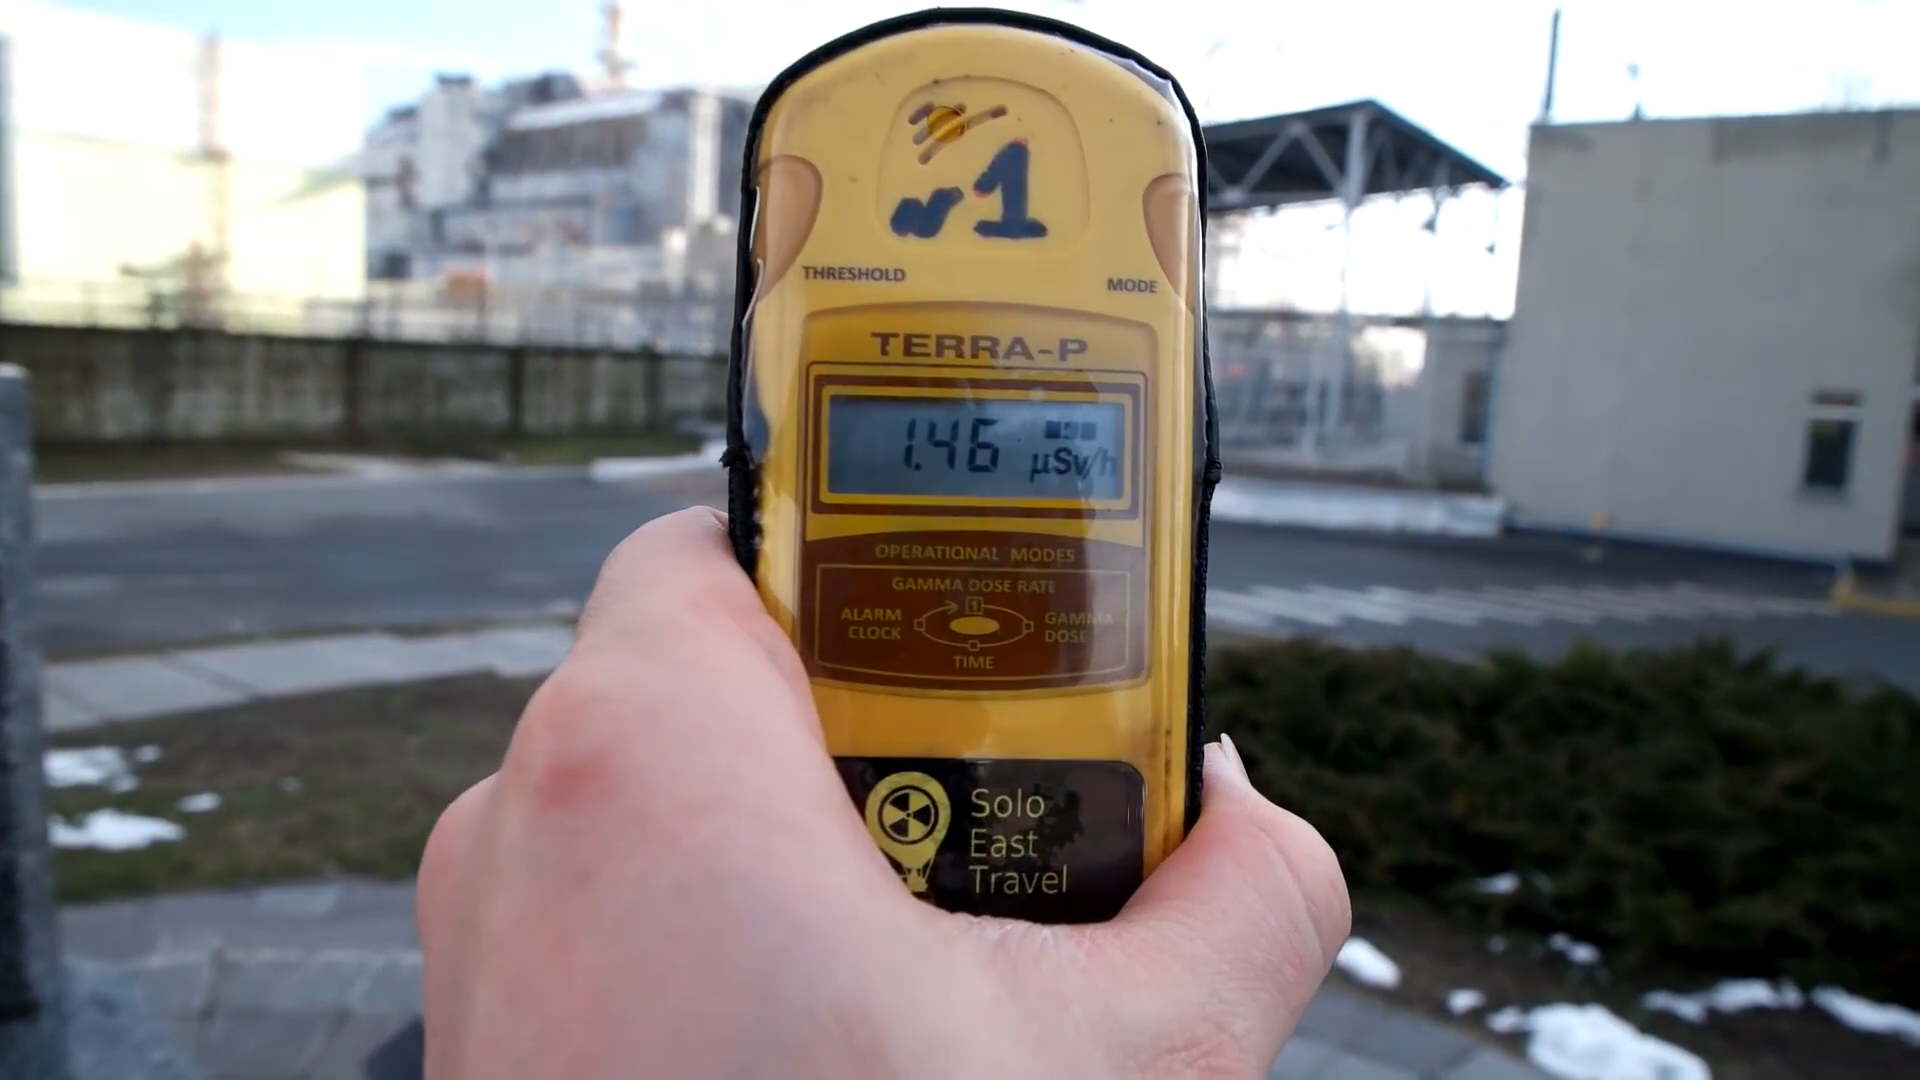 №1
THRESHOLD
MODE
TERRA-P
1.46 µSv/h
OPERATIONAL MODES
GAMMA DOSE RATE
1
ALARM CLOCK
GAMMA DOSE
TIME
Solo
East
Travel